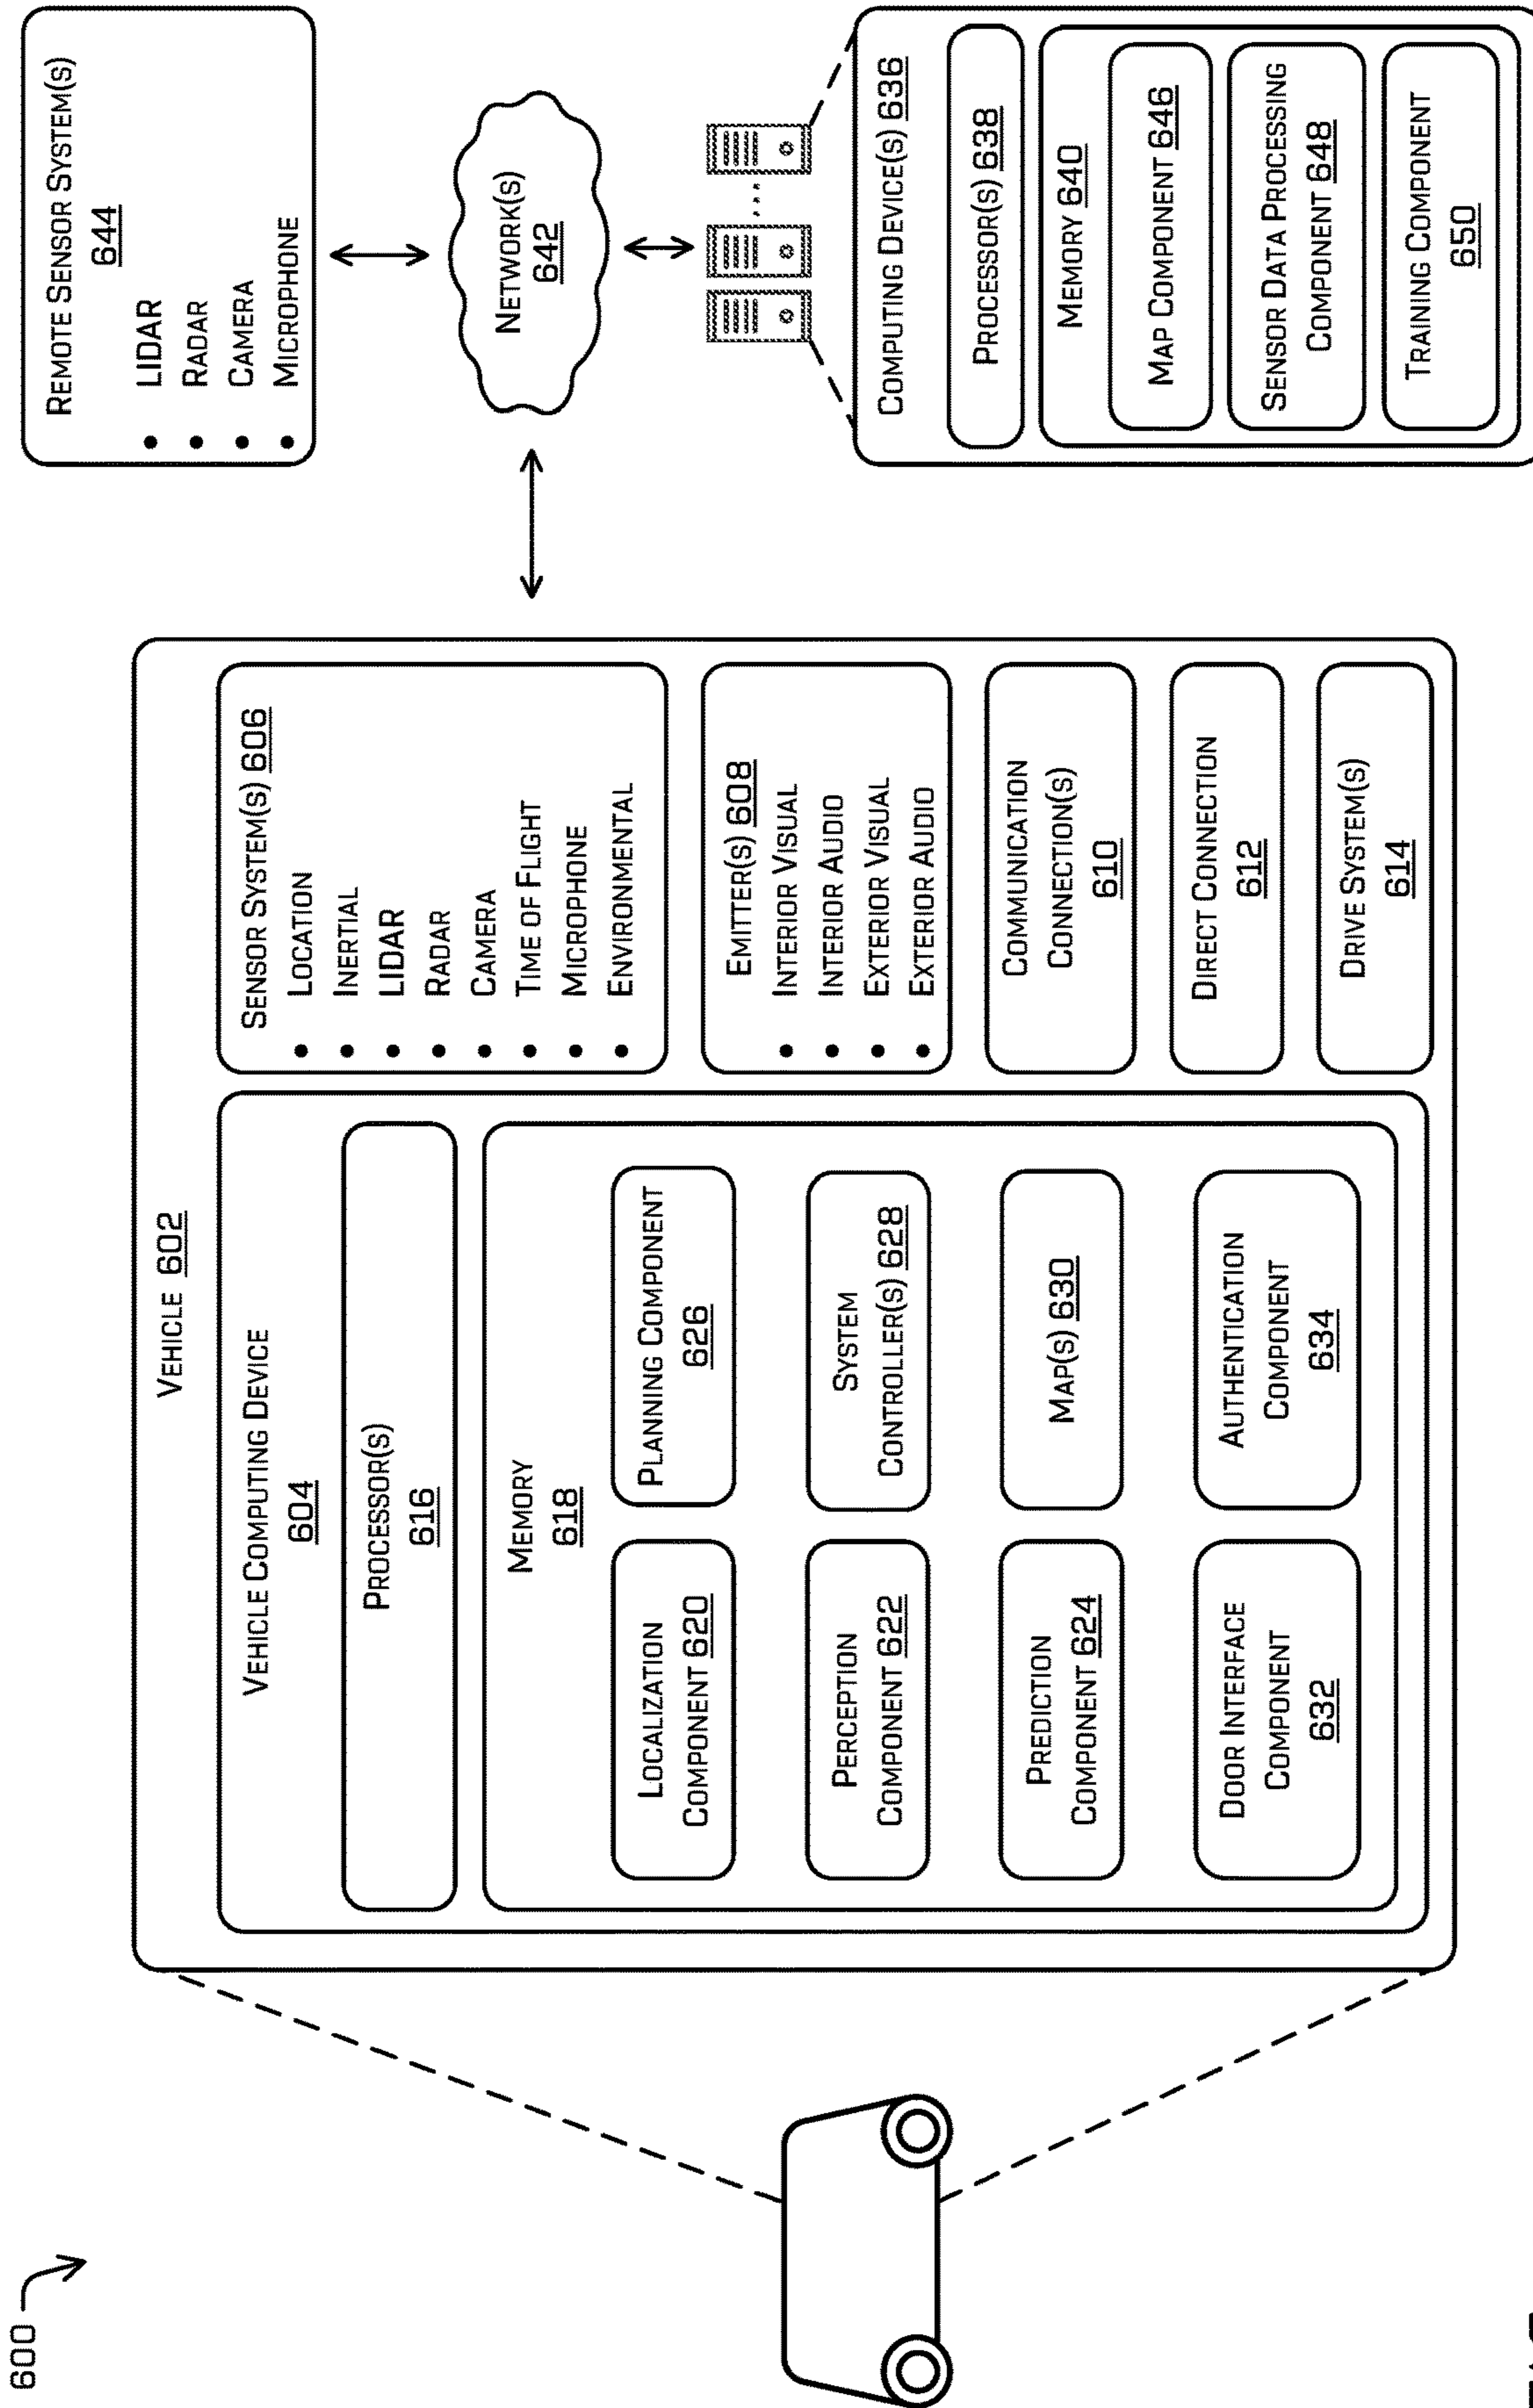 600
VEHICLE 602
VEHICLE COMPUTING DEVICE
604
PROCESSOR(S)
616
MEMORY
618
LOCALIZATION
COMPONENT 620
PLANNING COMPONENT
626
PERCEPTION
COMPONENT 622
SYSTEM
CONTROLLER(S) 628
PREDICTION
COMPONENT 624
MAP(S) 630
DOOR INTERFACE
COMPONENT
632
AUTHENTICATION
COMPONENT
634
SENSOR SYSTEM(S) 606
• LOCATION
• INERTIAL
• LIDAR
• RADAR
• CAMERA
• TIME OF FLIGHT
• MICROPHONE
• ENVIRONMENTAL
EMITTER(S) 608
• INTERIOR VISUAL
• INTERIOR AUDIO
• EXTERIOR VISUAL
• EXTERIOR AUDIO
COMMUNICATION
CONNECTION(S)
610
DIRECT CONNECTION
612
DRIVE SYSTEM(S)
614
REMOTE SENSOR SYSTEM(S)
644
• LIDAR
• RADAR
• CAMERA
• MICROPHONE
NETWORK(S)
642
COMPUTING DEVICE(S) 636
PROCESSOR(S) 638
MEMORY 640
MAP COMPONENT 646
SENSOR DATA PROCESSING
COMPONENT 648
TRAINING COMPONENT
650